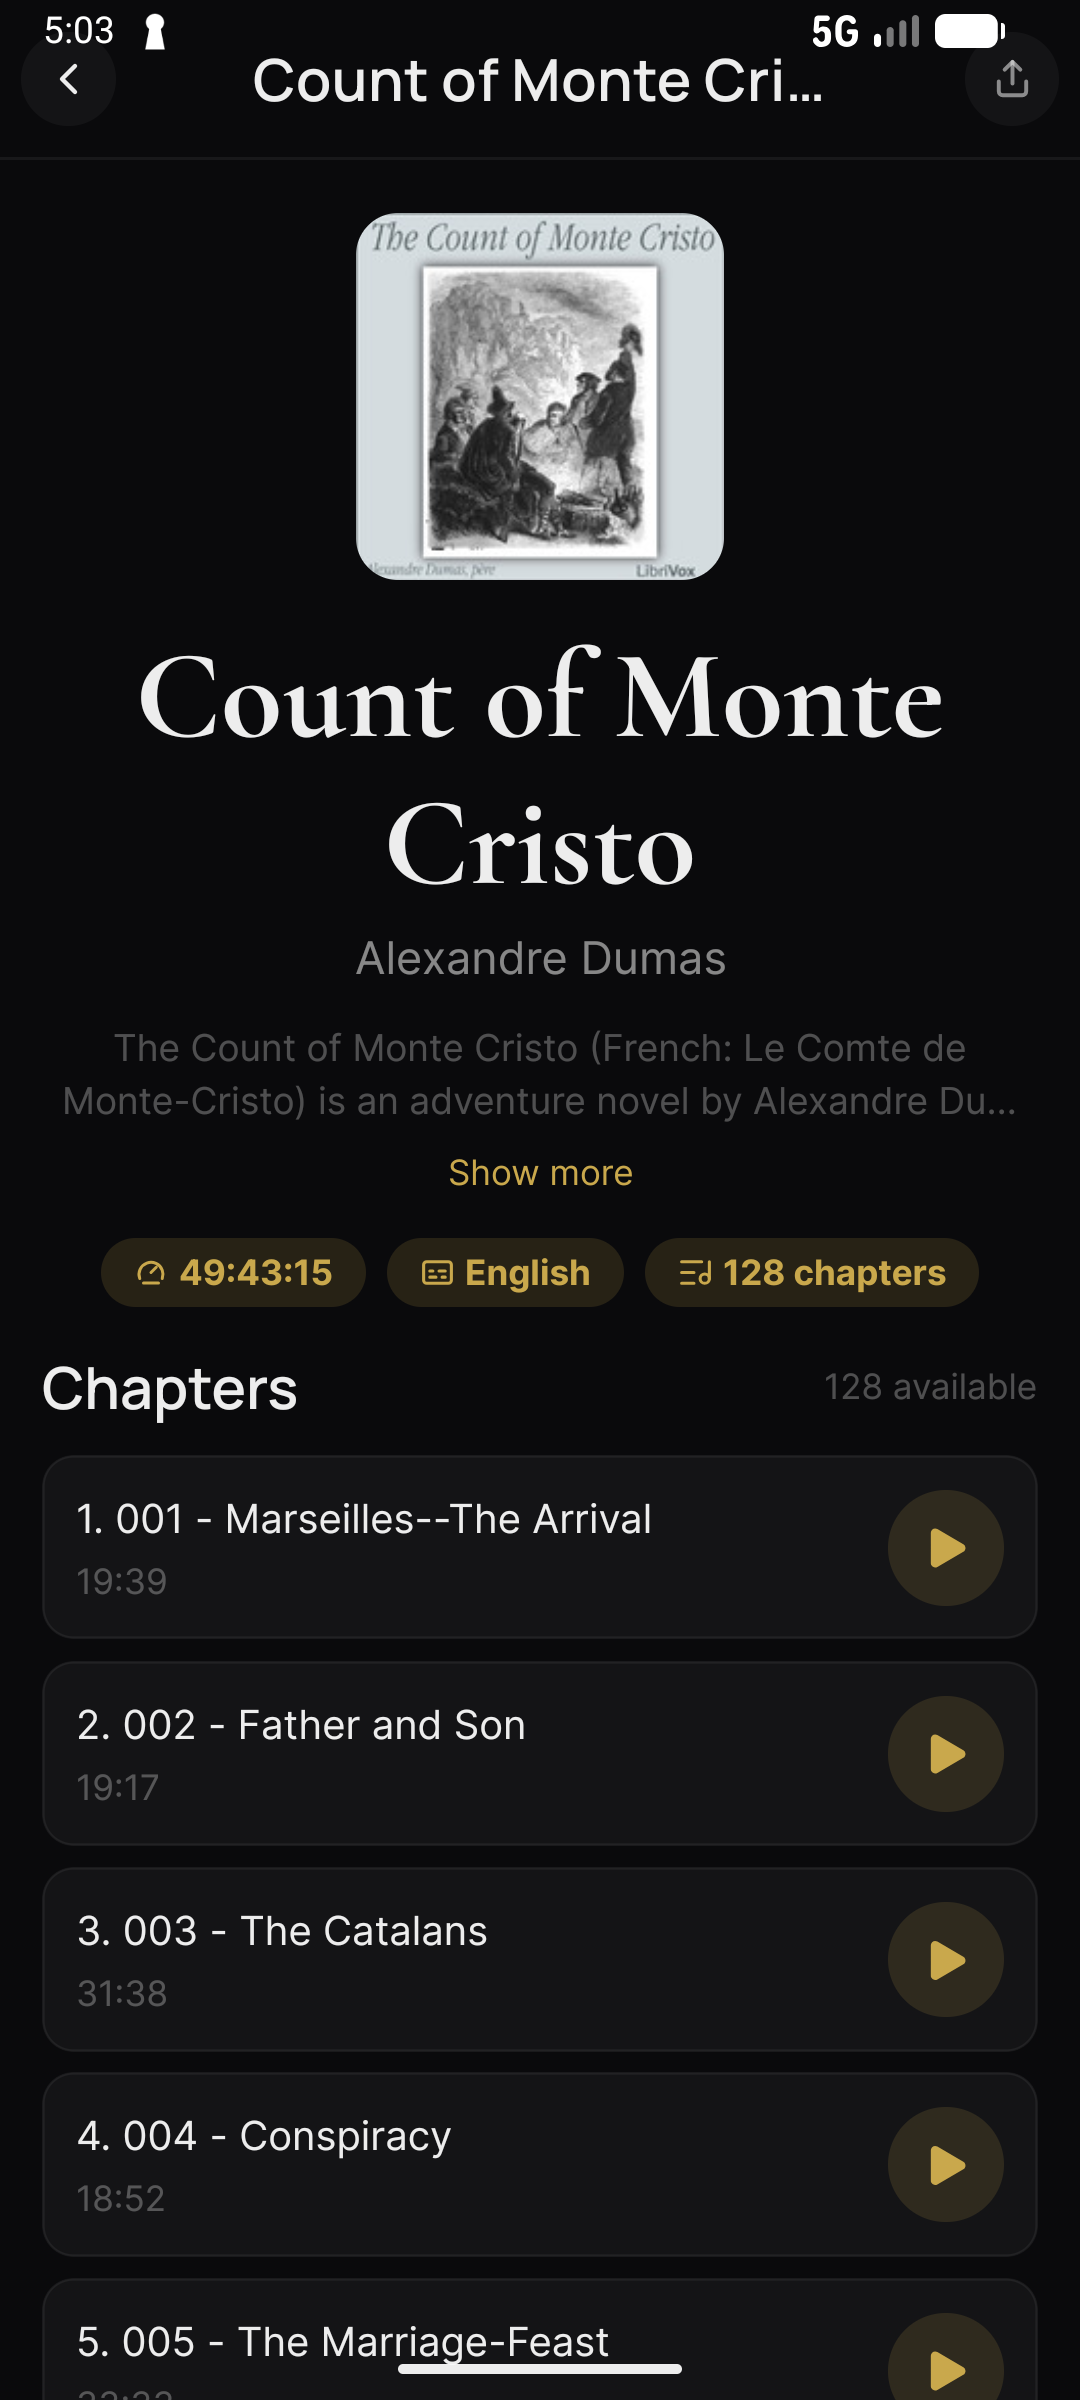 5:03
5G
Count of Monte Cri...
The Count of Monte Cristo
Alexandre Dumas, père
LibriVox
Count of Monte
Cristo
Alexandre Dumas
The Count of Monte Cristo (French: Le Comte de
Monte-Cristo) is an adventure novel by Alexandre Du...
Show more
49:43:15
English
128 chapters
Chapters
128 available
1. 001 - Marseilles--The Arrival
19:39
2. 002 - Father and Son
19:17
3. 003 - The Catalans
31:38
4. 004 - Conspiracy
18:52
5. 005 - The Marriage-Feast